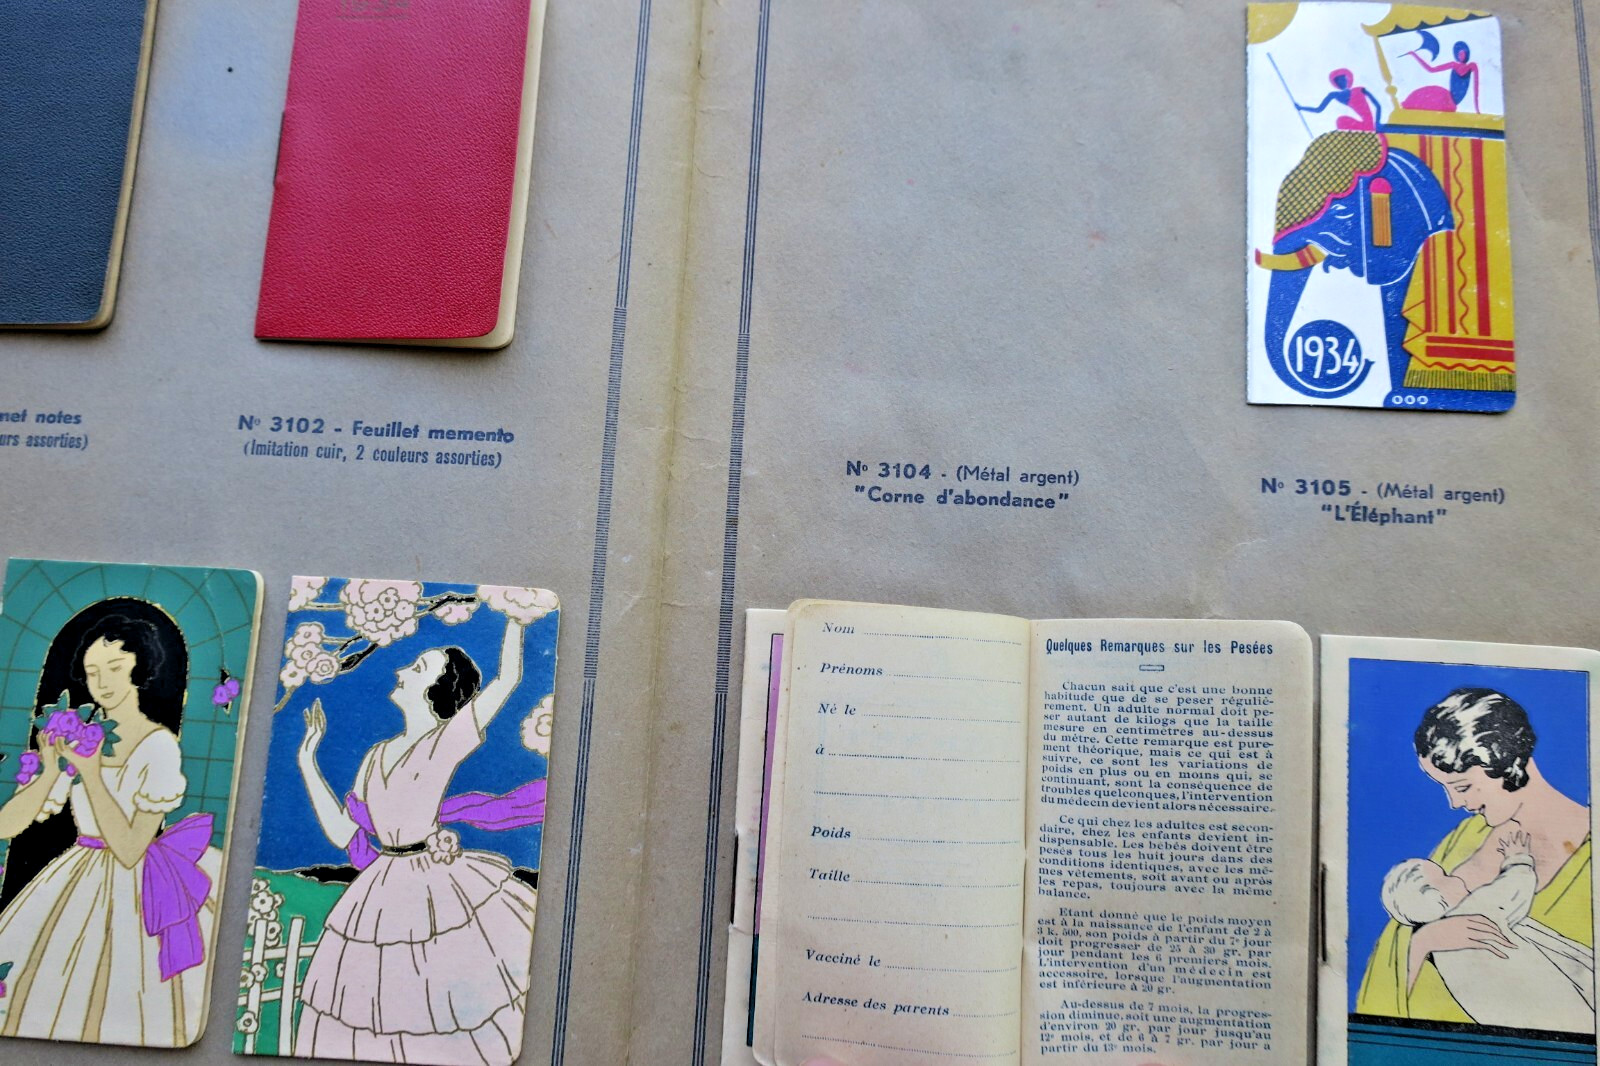 1934
1934
notes
assorties)
Nº 3102 - Feuillet memento
(Imitation cuir, 2 couleurs assorties)
Nº 3104 - (Métal argent)
"Corne d'abondance"
Nº 3105 - (Métal argent)
"L'Éléphant"
Nom
Prénoms
Né le
à
Poids
Taille
Vacciné le
Adresse des parents
Quelques Remarques sur les Pesées
Chacun sait que c'est une bonne
habitude que de se peser réguliè-
rement. Un adulte normal doit pe-
ser autant de kilogs que la taille
mesure en centimètres au-dessus
du mètre. Cette remarque est pure-
ment théorique, mais ce qui est à
suivre, ce sont les variations de
poids en plus ou en moins qui, se
continuant, sont la conséquence de
troubles quelconques, l'intervention
du médecin devient alors nécessaire.
Ce qui chez les adultes est secon-
daire, chez les enfants devient in-
dispensable. Les bébés doivent être
pesés tous les huit jours dans des
conditions identiques, avec les mê-
mes vêtements, soit avant ou après
les repas, toujours avec la même
balance.
Etant donné que le poids moyen
est à la naissance de l'enfant de 2 à
3 k. 500, son poids à partir du 7e jour
doit progresser de 25 à 30 gr. par
jour pendant les 6 premiers mois.
L'intervention d'un médecin est
accessoire, lorsque l'augmentation
est inférieure à 20 gr.
Au-dessus de 7 mois, la progres-
sion diminue, soit une augmentation
d'environ 20 gr. par jour jusqu'au
12e mois, et de 6 à 7 gr. par jour a
partir du 13e mois.